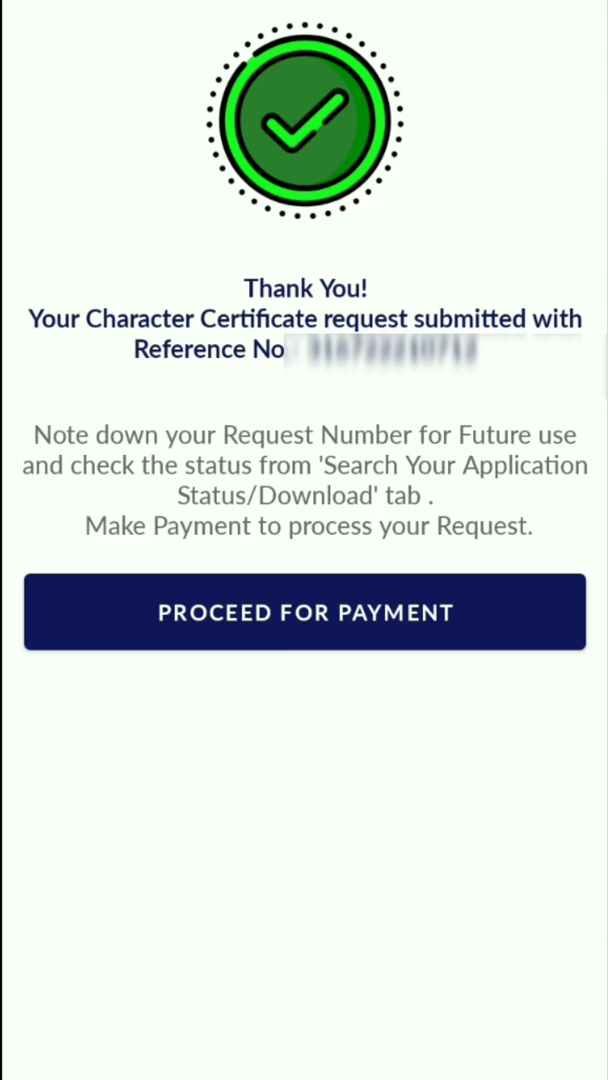 Thank You!
Your Character Certificate request submitted with
Reference No
Note down your Request Number for Future use
and check the status from 'Search Your Application
Status/Download' tab .
Make Payment to process your Request.
PROCEED FOR PAYMENT